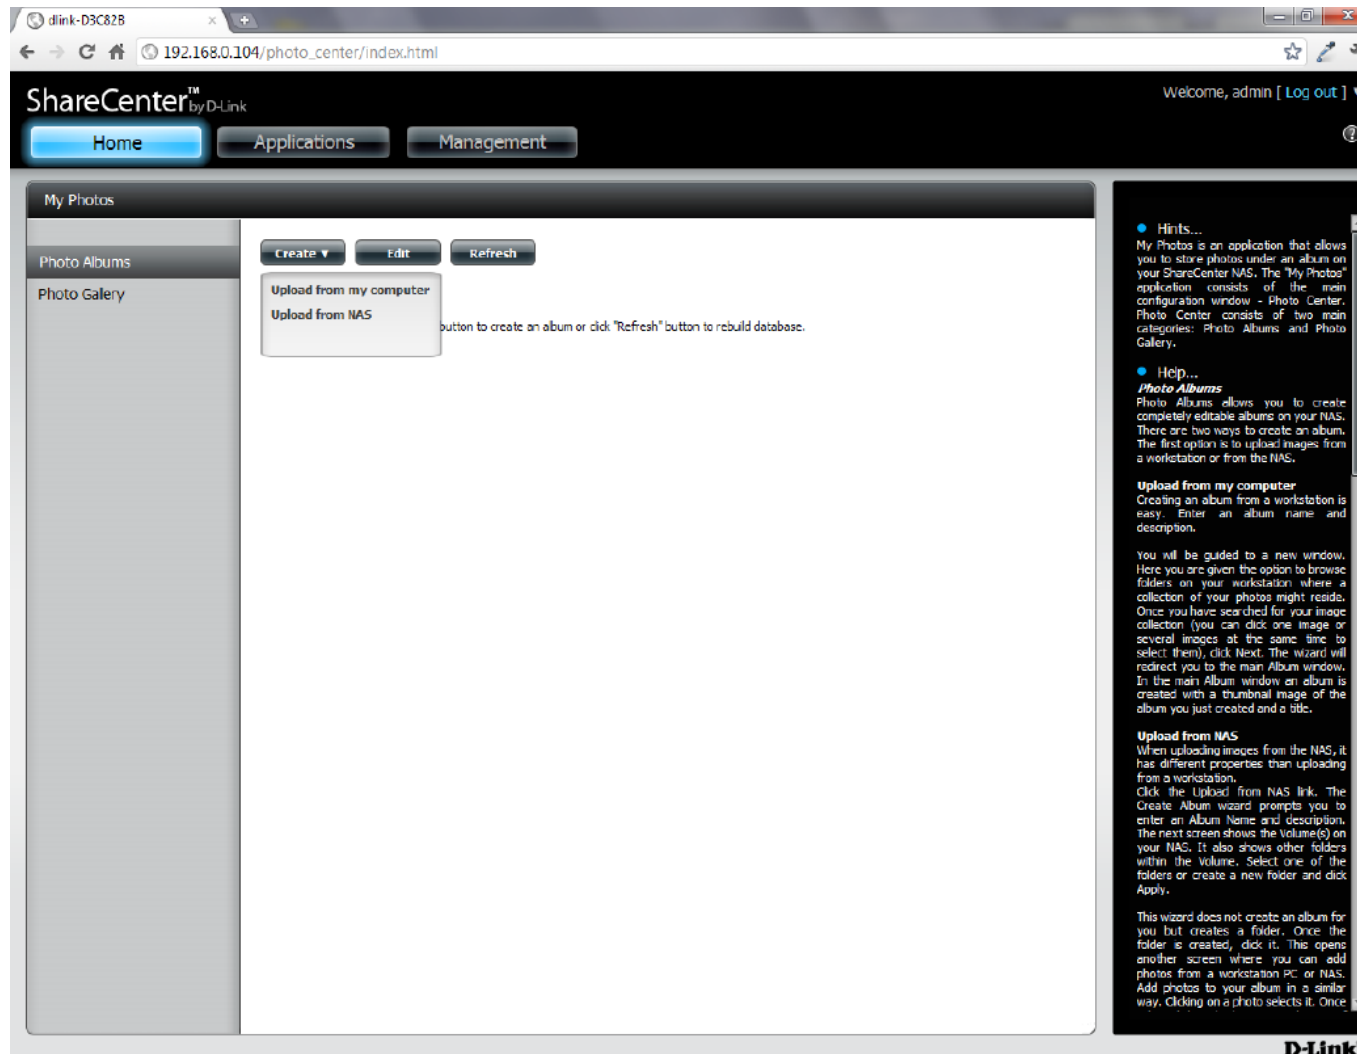 dlink-D3C82B
192.168.0.104/photo_center/index.html
ShareCenter™ by D-Link
Welcome, admin [ Log out ]
Home
Applications
Management
My Photos
Photo Albums
Photo Galery
Create ▼
Edit
Refresh
Upload from my computer
Upload from NAS
button to create an album or click "Refresh" button to rebuild database.
Hints...
My Photos is an application that allows
you to store photos under an album on
your ShareCenter NAS. The "My Photos"
application consists of the main
configuration window - Photo Center.
Photo Center consists of two main
categories: Photo Albums and Photo
Gallery.
Help...
Photo Albums
Photo Albums allows you to create
completely editable albums on your NAS.
There are two ways to create an album.
The first option is to upload images from
a workstation or from the NAS.
Upload from my computer
Creating an album from a workstation is
easy. Enter an album name and
description.
You will be guided to a new window.
Here you are given the option to browse
folders on your workstation where a
collection of your photos might reside.
Once you have searched for your image
collection (you can click one image or
several images at the same time to
select them), click Next. The wizard will
redirect you to the main Album window.
In the main Album window an album is
created with a thumbnail image of the
album you just created and a title.
Upload from NAS
When uploading images from the NAS, it
has different properties than uploading
from a workstation.
Click the Upload from NAS link. The
Create Album wizard prompts you to
enter an Album Name and description.
The next screen shows the Volume(s) on
your NAS. It also shows other folders
within the Volume. Select one of the
folders or create a new folder and click
Apply.
This wizard does not create an album for
you but creates a folder. Once the
folder is created, click it. This opens
another screen where you can add
photos from a workstation PC or NAS.
Add photos to your album in a similar
way. Clicking on a photo selects it. Once
D-Link